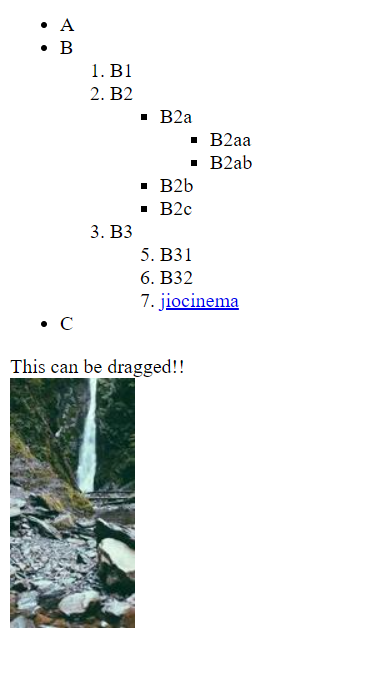 A
B
1. B1
2. B2
B2a
B2aa
B2ab
B2b
B2c
3. B3
5. B31
6. B32
7. jiocinema
C
This can be dragged!!